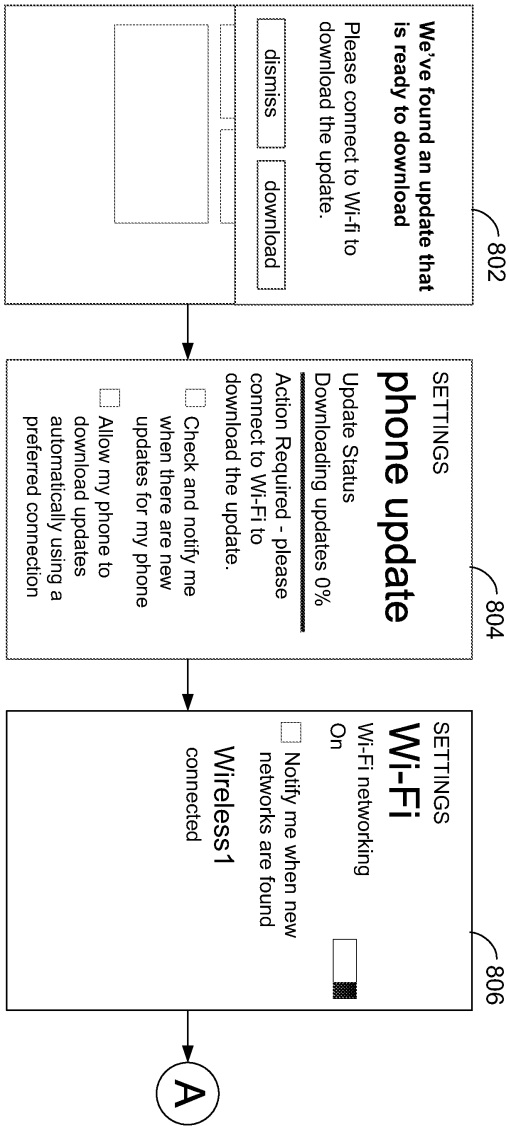 802
We've found an update that
is ready to download
Please connect to Wi-fi to
download the update.
dismiss
download
804
SETTINGS
phone update
Update Status
Downloading updates 0%
Action Required - please
connect to Wi-Fi to
download the update.
Check and notify me
when there are new
updates for my phone
Allow my phone to
download updates
automatically using a
preferred connection
806
SETTINGS
Wi-Fi
Wi-Fi networking
On
Notify me when new
networks are found
Wireless1
connected
A